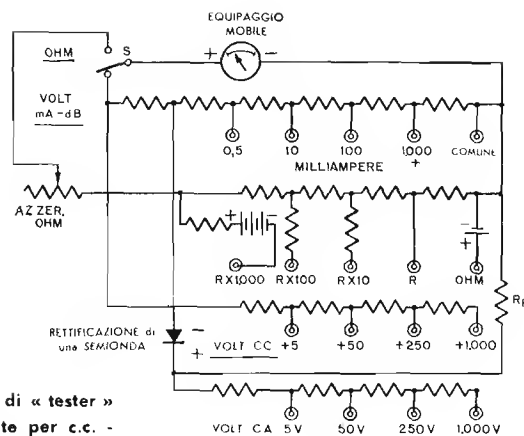 EQUIPAGGIO
MOBILE
+ −
OHM
S
VOLT
mA-dB
0,5 10 100 1,000 COMUNE
MILLIAMPERE +
AZZER.
OHM
+ −
− +
RX1,000 RX100 RX10 R OHM
RETTIFICAZIONE di
una SEMIONDA
− +
VOLT CC +5 +50 +250 +1,000
di « tester »
te per c.c. -
VOLT CA 5V 50V 250V 1,000V